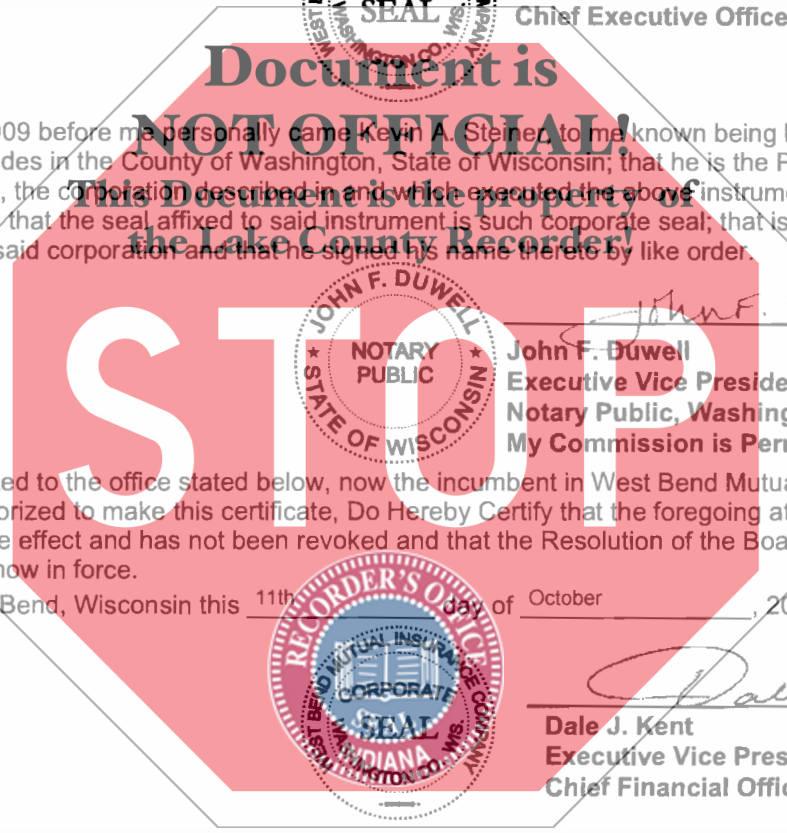 SEAL
WASHINGTON CO. WIS.
Chief Executive Office
Document is
NOT OFFICIAL!
This Document is the property of
the Lake County Recorder!
09 before me personally came Kevin A. Steiner, to me known being
des in the County of Washington, State of Wisconsin; that he is the P
, the corporation described in and which executed the above instrume
that the seal affixed to said instrument is such corporate seal; that is
said corporation and that he signed his name thereto by like order.
STOP
JOHN F. DUWELL
NOTARY
PUBLIC
STATE OF WISCONSIN
John F.
John F. Duwell
Executive Vice Preside
Notary Public, Washing
My Commission is Perm
ed to the office stated below, now the incumbent in West Bend Mutua
orized to make this certificate, Do Hereby Certify that the foregoing at
e effect and has not been revoked and that the Resolution of the Boa
now in force.
Bend, Wisconsin this 11th day of October, 20
RECORDER'S OFFICE
SEAL
INDIANA
WEST BEND MUTUAL INSURANCE COMPANY
CORPORATE
SEAL
WASHINGTON CO. WIS.
Dale J. Kent
Executive Vice Pres
Chief Financial Offic